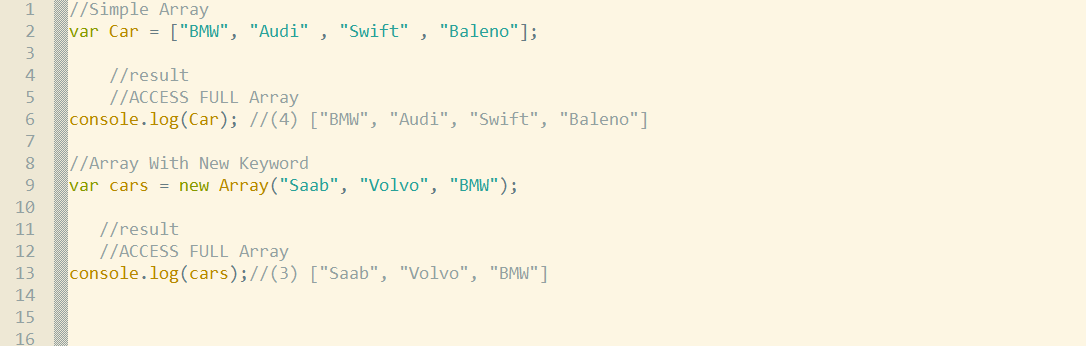 1 //Simple Array
2 var Car = ["BMW", "Audi" , "Swift" , "Baleno"];
3
4 //result
5 //ACCESS FULL Array
6 console.log(Car); //(4) ["BMW", "Audi", "Swift", "Baleno"]
7
8 //Array With New Keyword
9 var cars = new Array("Saab", "Volvo", "BMW");
10
11 //result
12 //ACCESS FULL Array
13 console.log(cars);//(3) ["Saab", "Volvo", "BMW"]
14
15
16